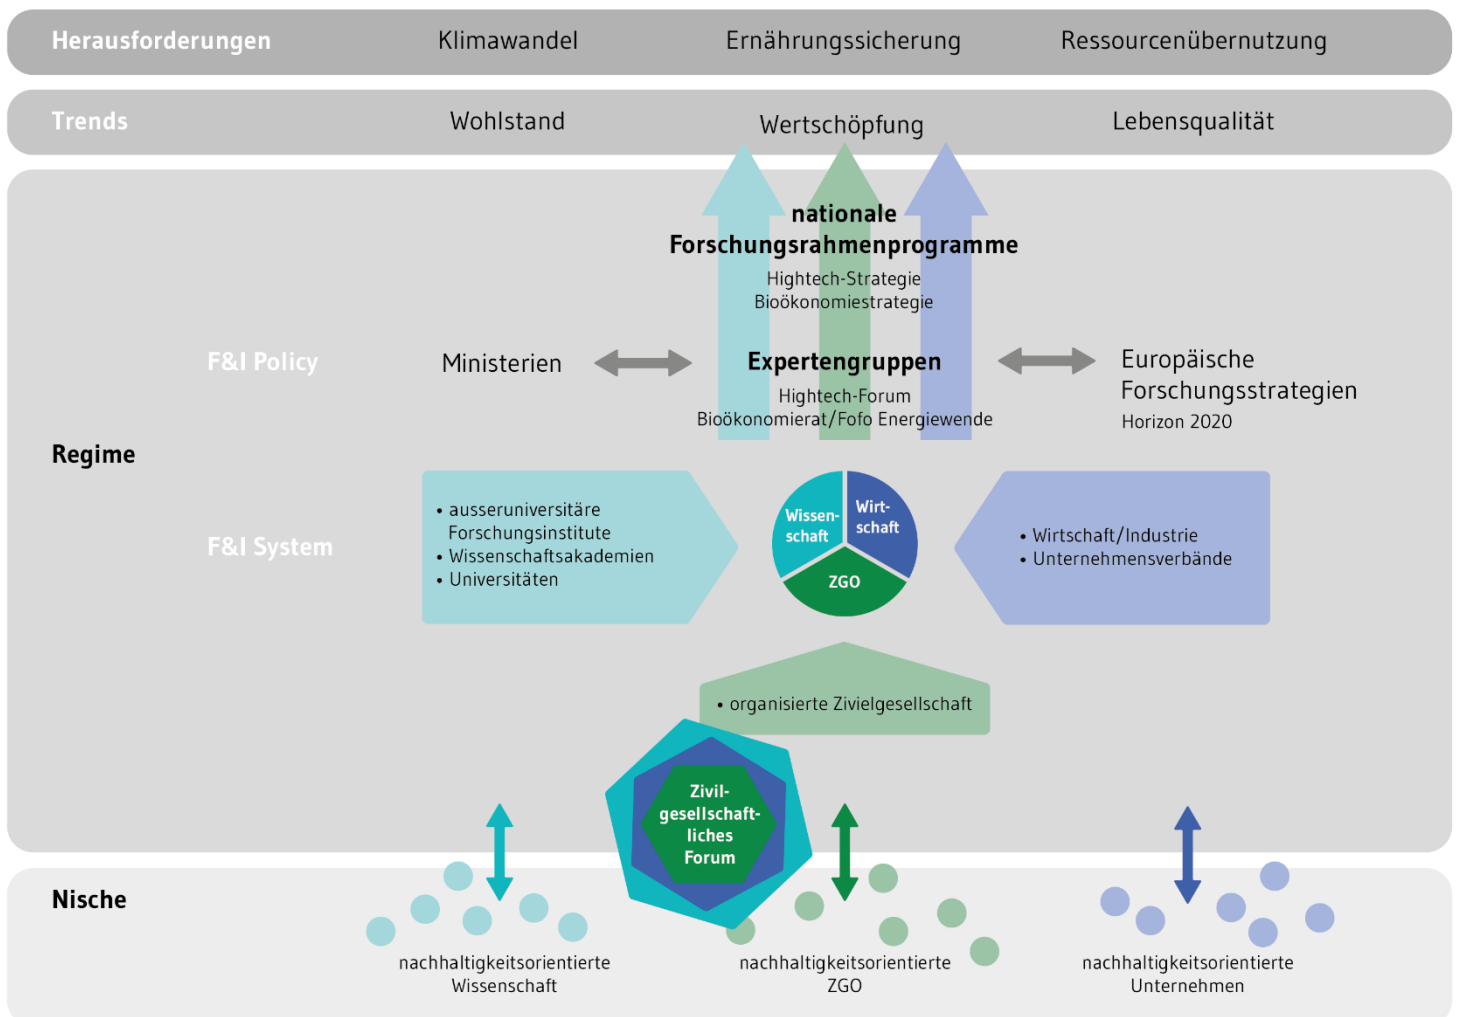 Herausforderungen Klimawandel Ernährungssicherung Ressourcenübernutzung
Trends Wohlstand Wertschöpfung Lebensqualität
nationale
Forschungsrahmenprogramme
Hightech-Strategie
Bioökonomiestrategie
F&I Policy
Ministerien
Expertengruppen
Hightech-Forum
Bioökonomierat/Fofo Energiewende
Europäische
Forschungsstrategien
Horizon 2020
Regime
F&I System
• ausseruniversitäre
Forschungsinstitute
• Wissenschaftsakademien
• Universitäten
Wissen-
schaft
Wirt-
schaft
ZGO
• Wirtschaft/Industrie
• Unternehmensverbände
• organisierte Zivielgesellschaft
Zivil-
gesellschaft-
liches
Forum
Nische
nachhaltigkeitsorientierte
Wissenschaft
nachhaltigkeitsorientierte
ZGO
nachhaltigkeitsorientierte
Unternehmen